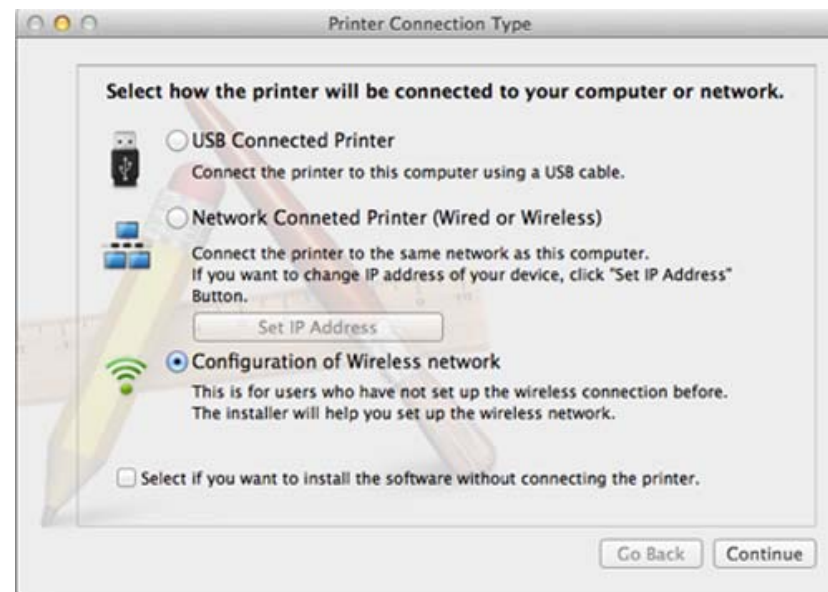 Printer Connection Type
Select how the printer will be connected to your computer or network.
USB Connected Printer
Connect the printer to this computer using a USB cable.
Network Conneted Printer (Wired or Wireless)
Connect the printer to the same network as this computer.
If you want to change IP address of your device, click "Set IP Address"
Button.
Set IP Address
Configuration of Wireless network
This is for users who have not set up the wireless connection before.
The installer will help you set up the wireless network.
Select if you want to install the software without connecting the printer.
Go Back Continue